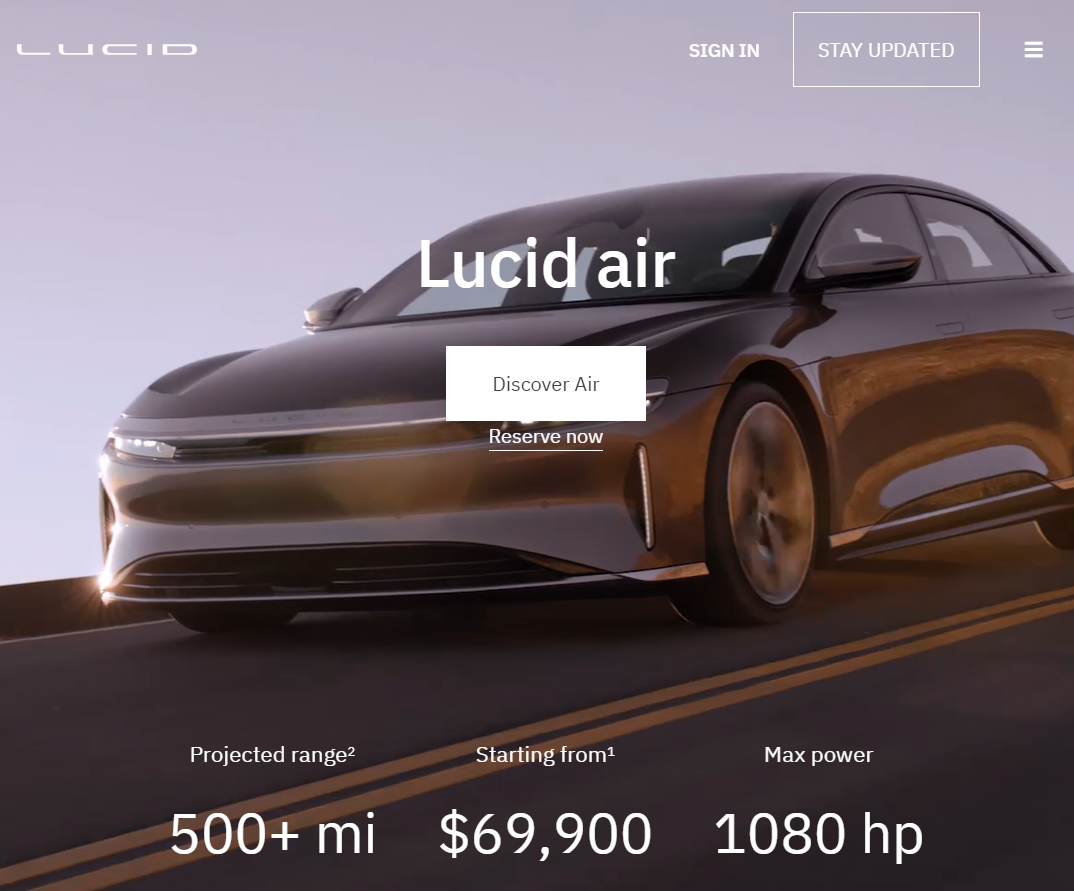 LUCID
SIGN IN
STAY UPDATED
Lucid air
Discover Air
Reserve now
Projected range²
Starting from¹
Max power
500+ mi
$69,900
1080 hp